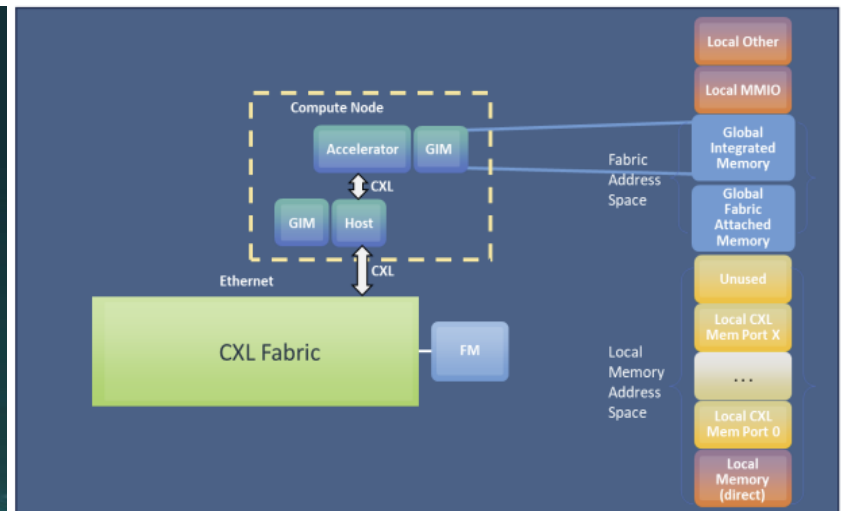 Compute Node
Accelerator
GIM
CXL
GIM
Host
CXL
Ethernet
CXL Fabric
FM
Fabric
Address
Space
Local
Memory
Address
Space
Local Other
Local MMIO
Global
Integrated
Memory
Global
Fabric
Attached
Memory
Unused
Local CXL
Mem Port X
...
Local CXL
Mem Port 0
Local
Memory
(direct)